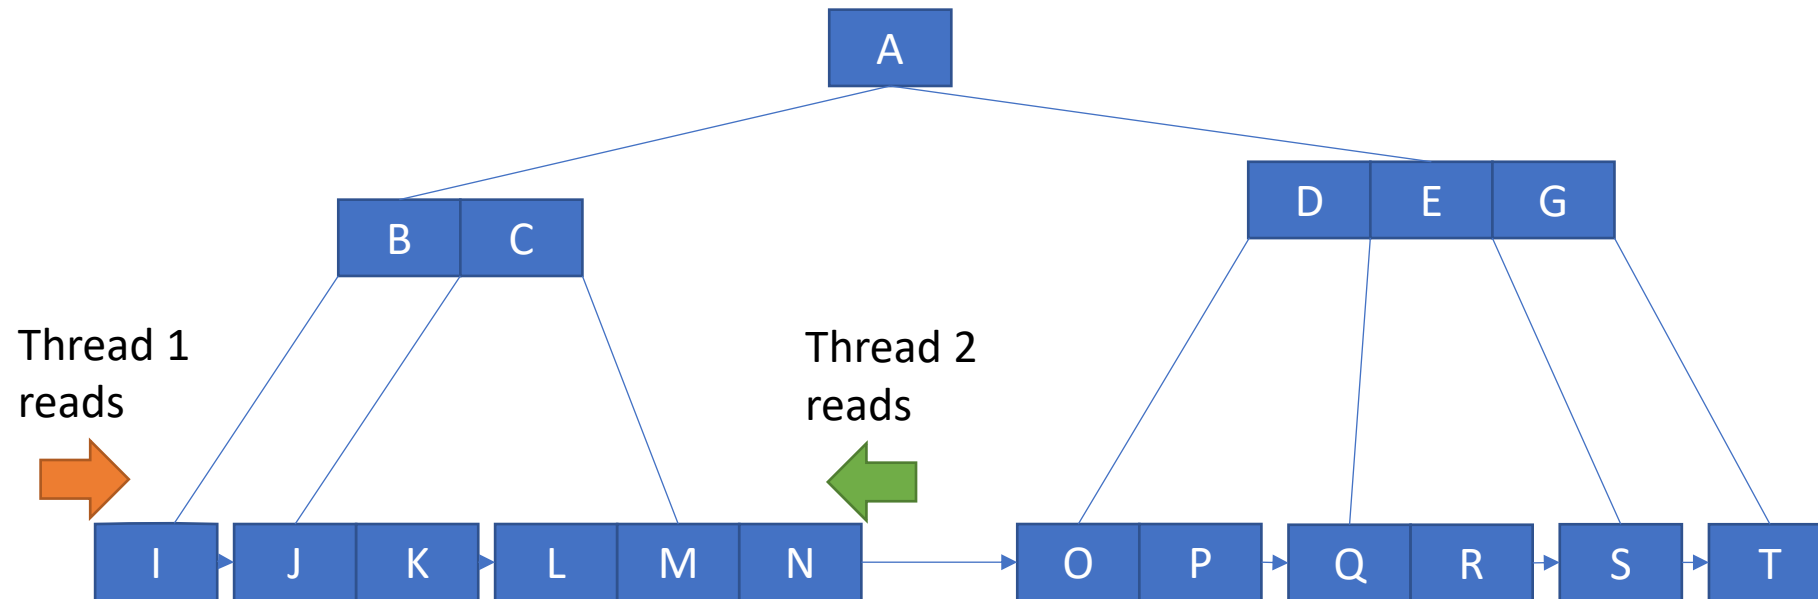 A
D E G
B C
Thread 1
reads
Thread 2
reads
I J K L M N O P Q R S T